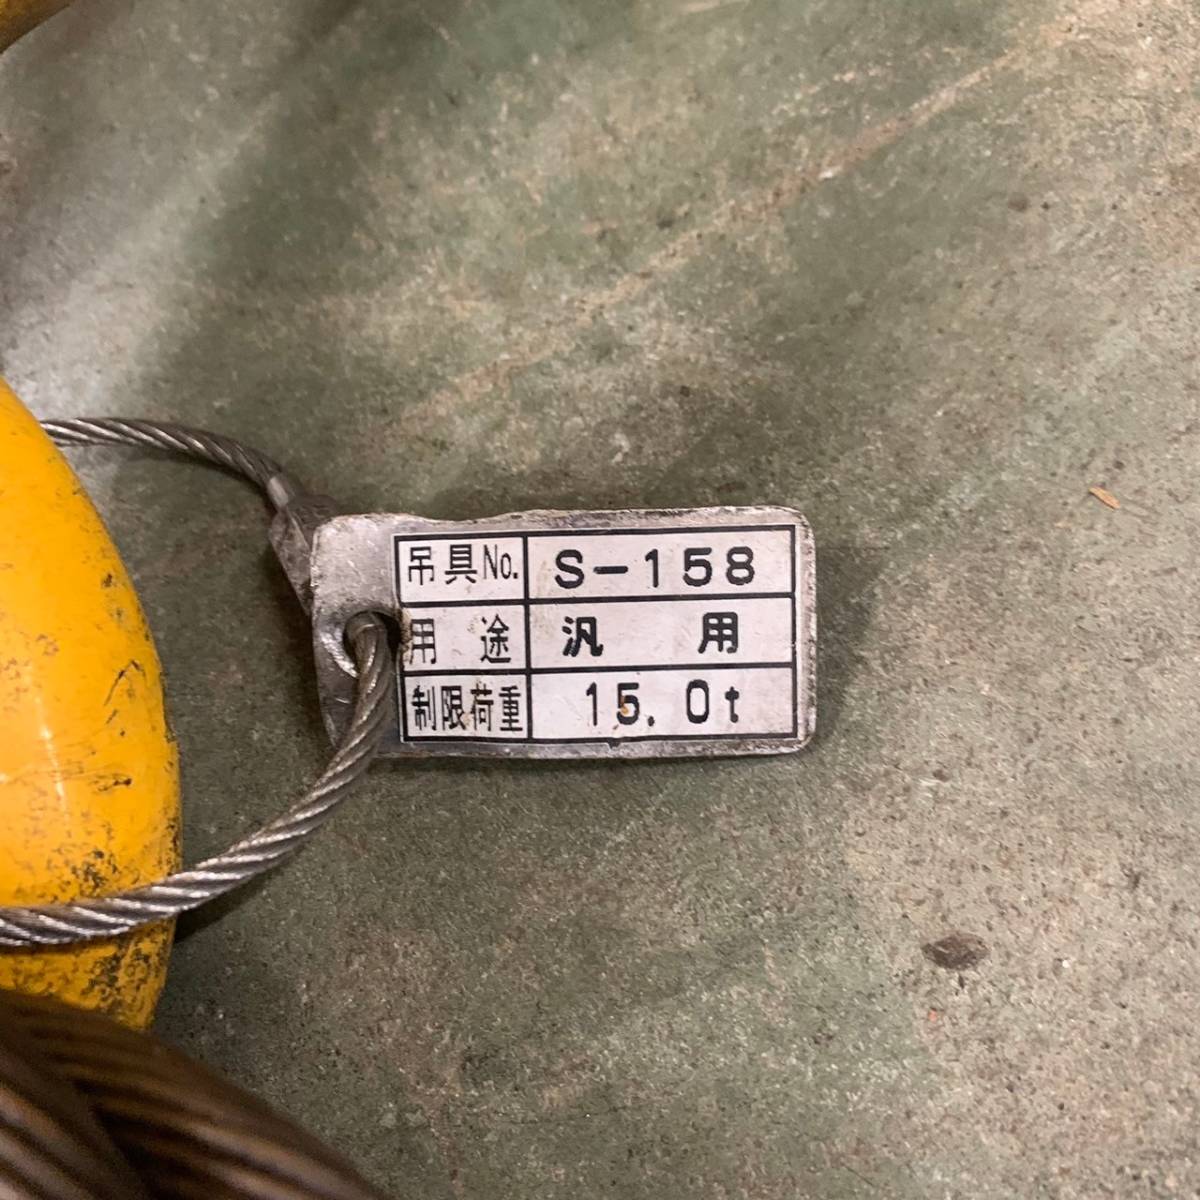 吊具No. S-158
用途 汎用
制限荷重 15.0t